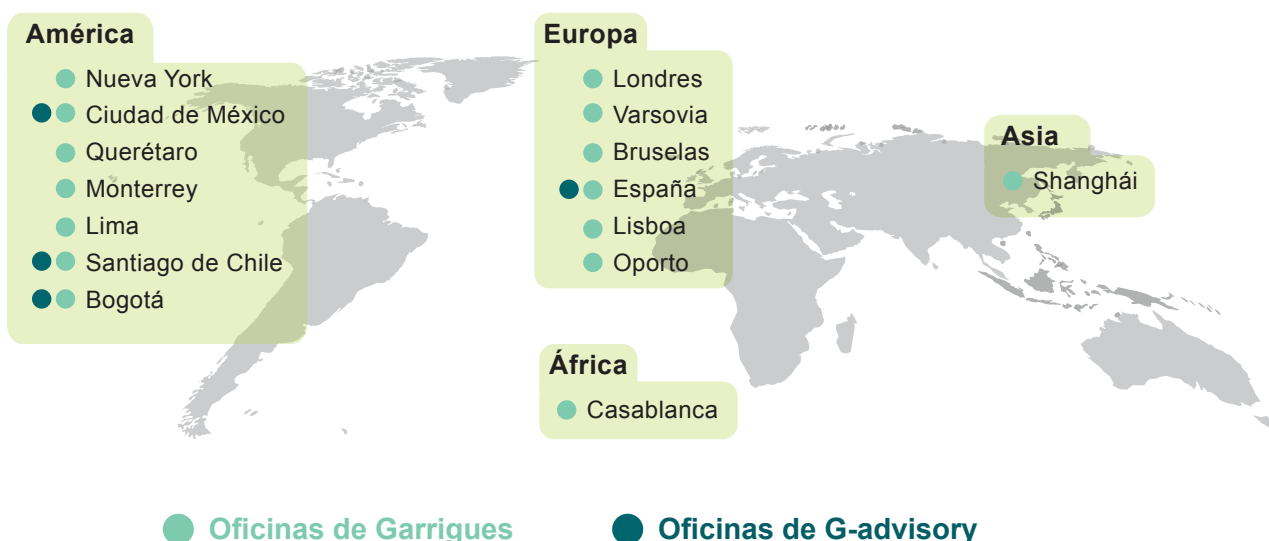 América
Nueva York
Ciudad de México
Querétaro
Monterrey
Lima
Santiago de Chile
Bogotá
Europa
Londres
Varsovia
Bruselas
España
Lisboa
Oporto
África
Casablanca
Asia
Shanghái
Oficinas de Garrigues
Oficinas de G-advisory